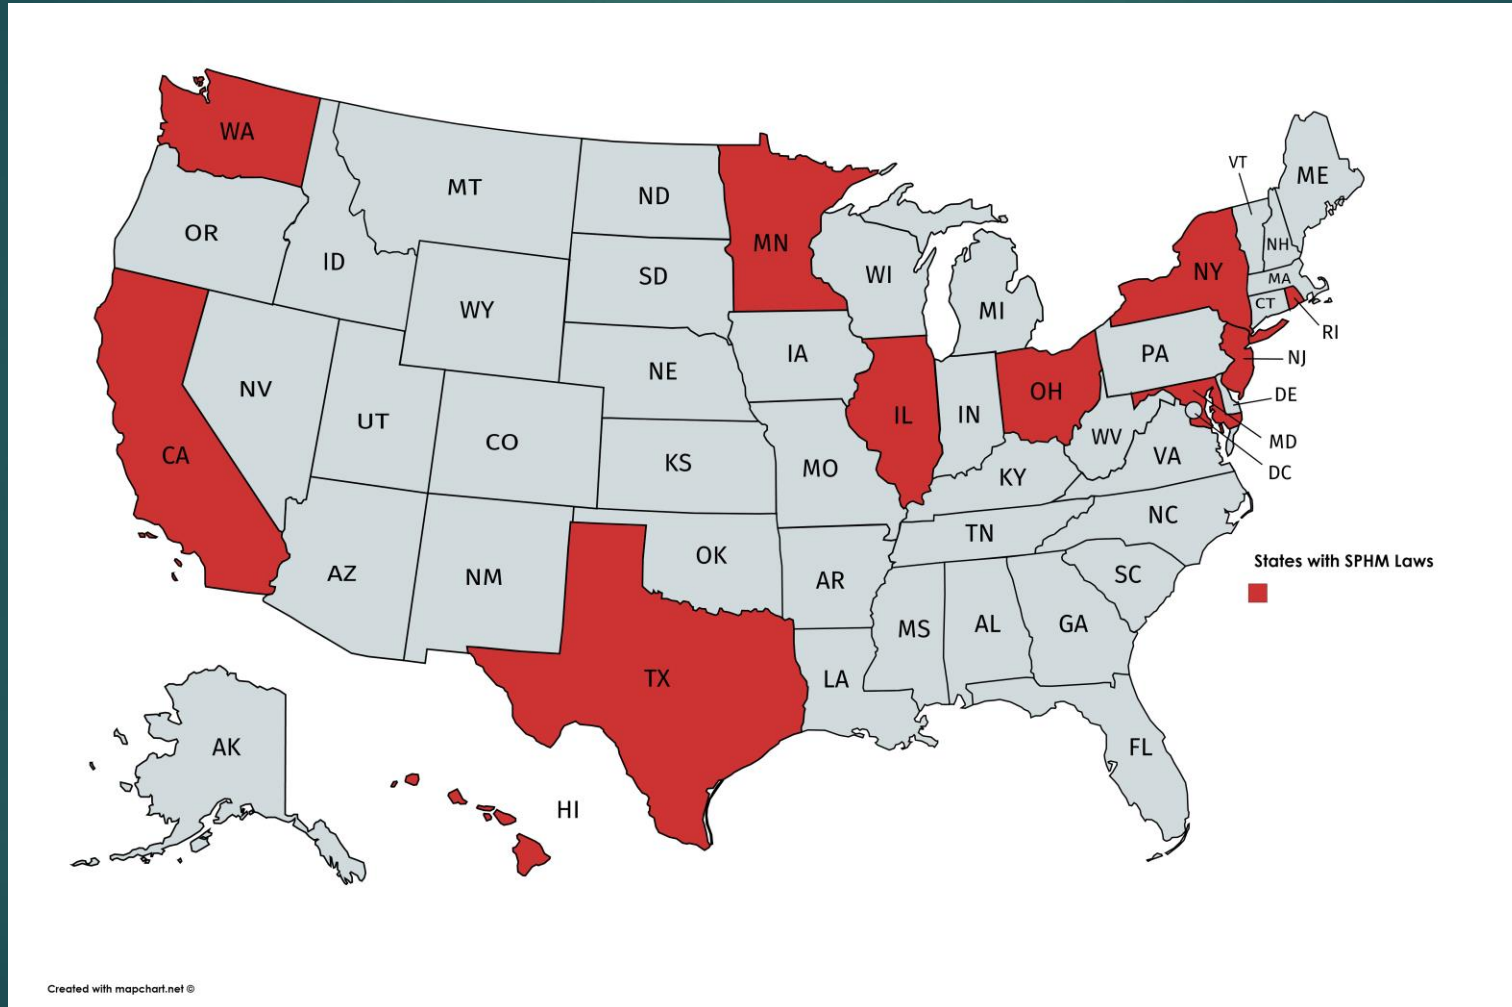 WA
MT
ND
MN
OR
ID
SD
WY
WI
MI
VT
ME
NH
NY
MA
CT
RI
IA
NE
PA
NJ
NV
UT
CO
IL
IN
OH
DE
CA
KS
MO
WV
VA
MD
DC
KY
NC
TN
AZ
NM
OK
AR
SC
States with SPHM Laws
MS
AL
GA
TX
LA
AK
FL
HI
Created with mapchart.net ©